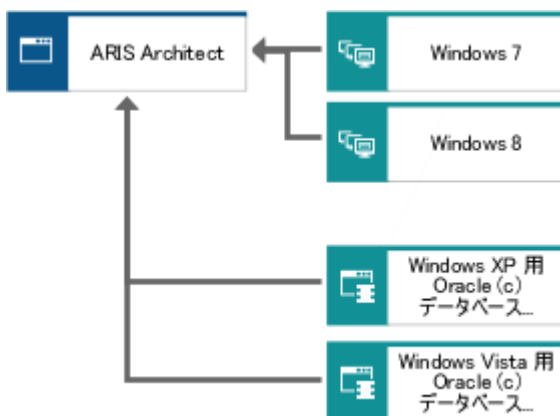 ARIS Architect
Windows 7
Windows 8
Windows XP 用
Oracle (c)
データベース...
Windows Vista 用
Oracle (c)
データベース...